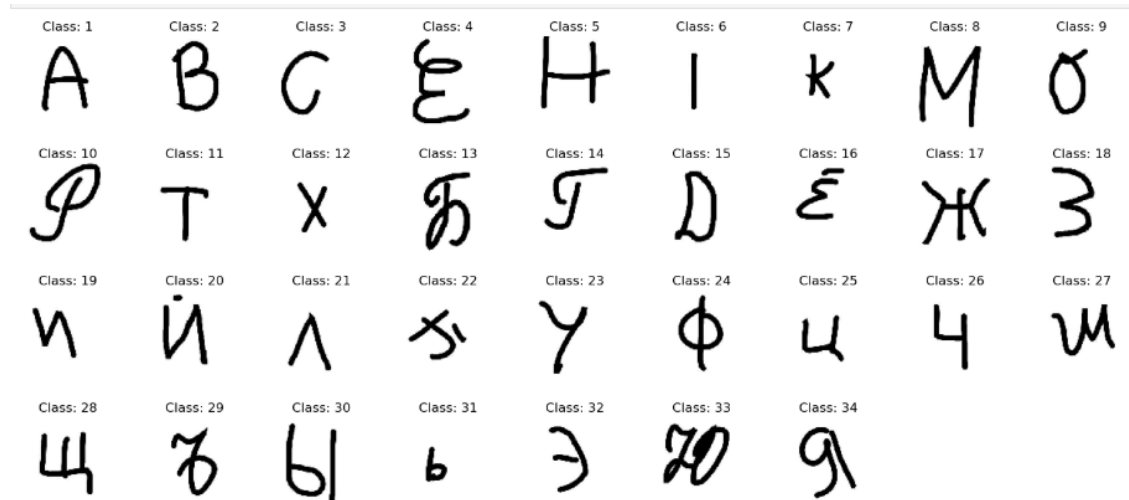 Class: 1 Class: 2 Class: 3 Class: 4 Class: 5 Class: 6 Class: 7 Class: 8 Class: 9
А В С Е Н І К М О
Class: 10 Class: 11 Class: 12 Class: 13 Class: 14 Class: 15 Class: 16 Class: 17 Class: 18
Р Т Х Б Г D Ё Ж З
Class: 19 Class: 20 Class: 21 Class: 22 Class: 23 Class: 24 Class: 25 Class: 26 Class: 27
И Й Л У Ф Ц Ч Ш
Class: 28 Class: 29 Class: 30 Class: 31 Class: 32 Class: 33 Class: 34
Щ Ъ Ы Ь Э Ю Я